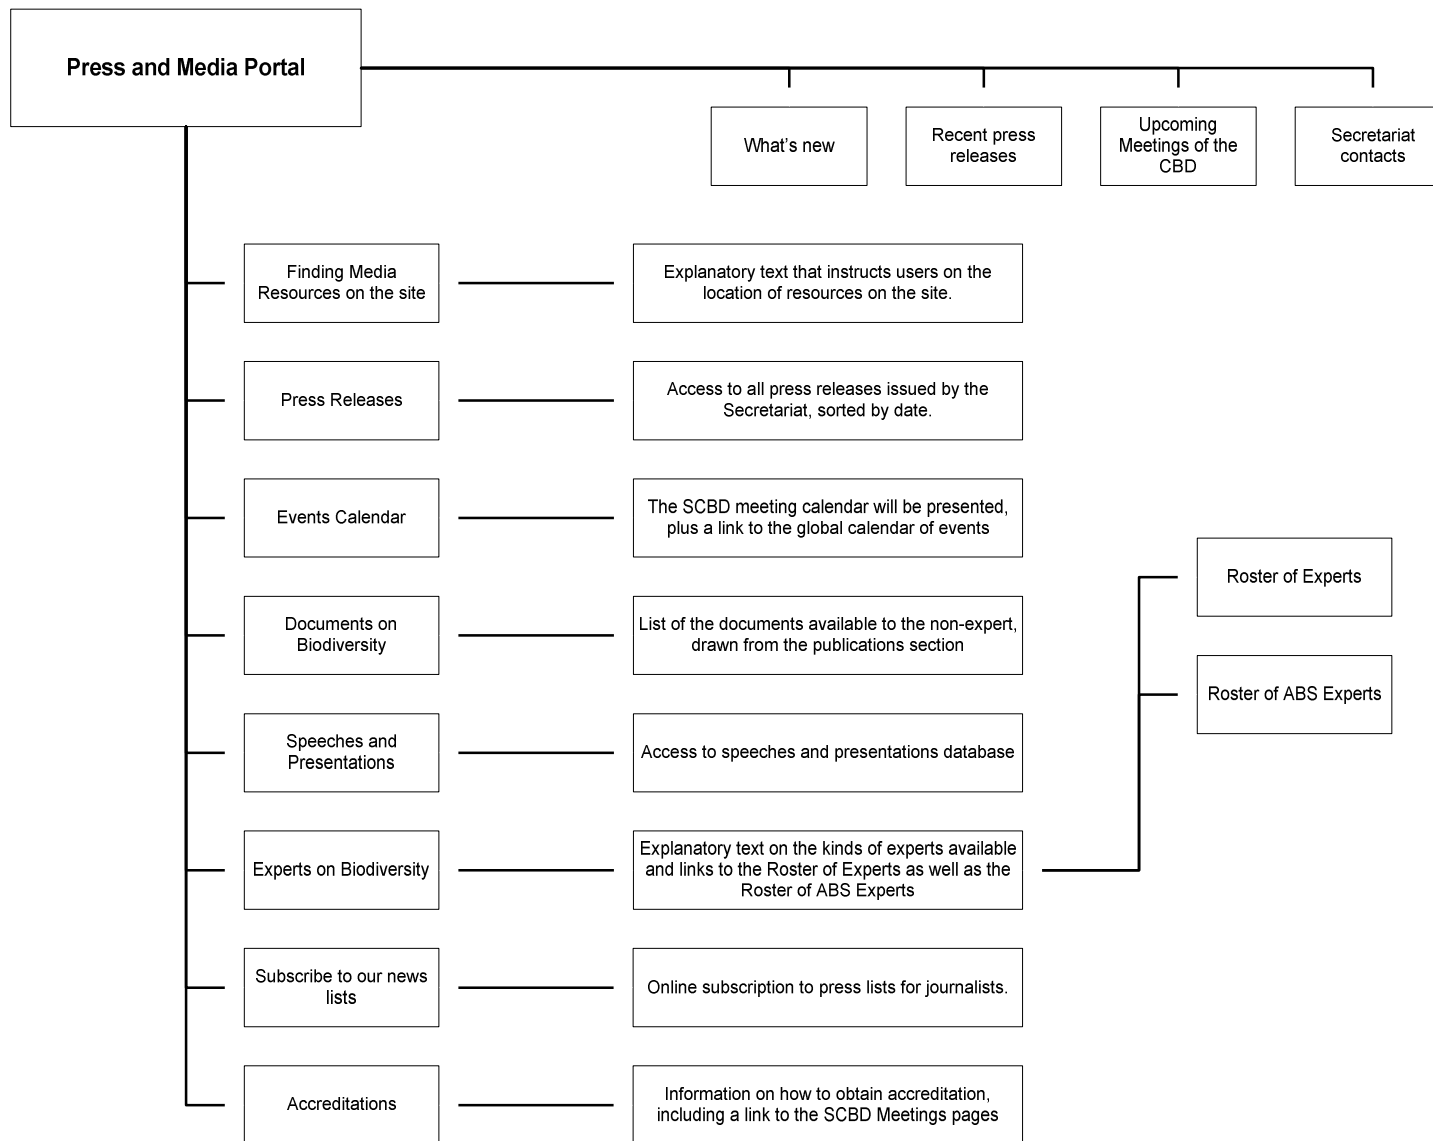 Press and Media Portal
What’s new
Recent press
releases
Upcoming
Meetings of the
CBD
Secretariat
contacts
Finding Media
Resources on the site
Explanatory text that instructs users on the
location of resources on the site.
Press Releases
Access to all press releases issued by the
Secretariat, sorted by date.
Events Calendar
The SCBD meeting calendar will be presented,
plus a link to the global calendar of events
Roster of Experts
Documents on
Biodiversity
List of the documents available to the non-expert,
drawn from the publications section
Roster of ABS Experts
Speeches and
Presentations
Access to speeches and presentations database
Experts on Biodiversity
Explanatory text on the kinds of experts available
and links to the Roster of Experts as well as the
Roster of ABS Experts
Subscribe to our news
lists
Online subscription to press lists for journalists.
Accreditations
Information on how to obtain accreditation,
including a link to the SCBD Meetings pages